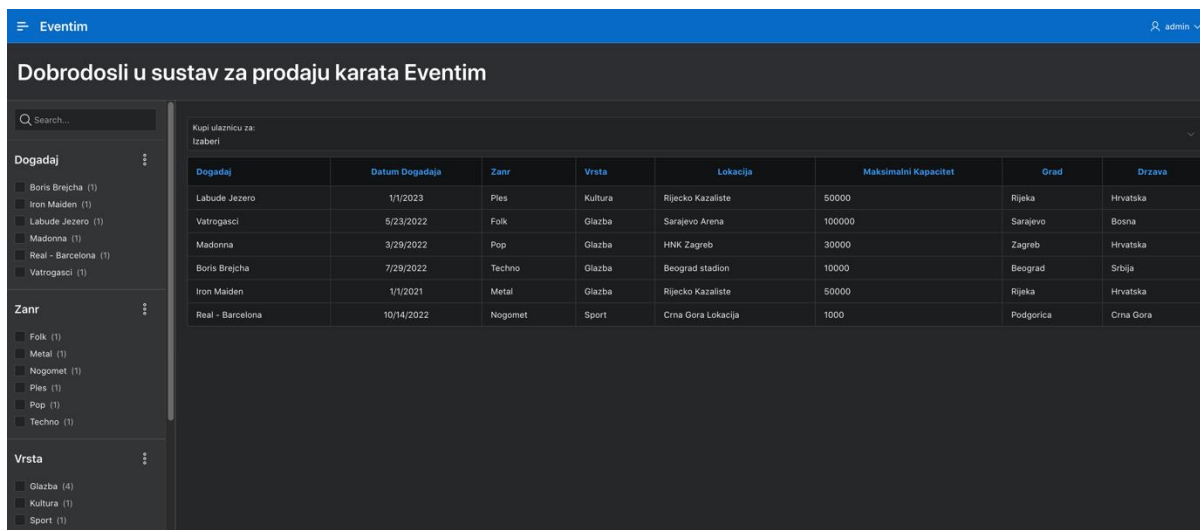 Eventim
admin
Dobrodosli u sustav za prodaju karata Eventim
Search...
Događaj
Boris Brejcha (1)
Iron Maiden (1)
Labude Jezero (1)
Madonna (1)
Real - Barcelona (1)
Vatrogasci (1)
Zanr
Folk (1)
Metal (1)
Nogomet (1)
Ples (1)
Pop (1)
Techno (1)
Vrsta
Glazba (4)
Kultura (1)
Sport (1)
Kupi ulaznicu za:
Izaberi
Događaj Datum Događaja Zanr Vrsta Lokacija Maksimalni Kapacitet Grad Drzava
Labude Jezero 1/1/2023 Ples Kultura Rijecko Kazaliste 50000 Rijeka Hrvatska
Vatrogasci 5/23/2022 Folk Glazba Sarajevo Arena 100000 Sarajevo Bosna
Madonna 3/29/2022 Pop Glazba HNK Zagreb 30000 Zagreb Hrvatska
Boris Brejcha 7/29/2022 Techno Glazba Beograd stadion 10000 Beograd Srbija
Iron Maiden 1/1/2021 Metal Glazba Rijecko Kazaliste 50000 Rijeka Hrvatska
Real - Barcelona 10/14/2022 Nogomet Sport Crna Gora Lokacija 1000 Podgorica Crna Gora